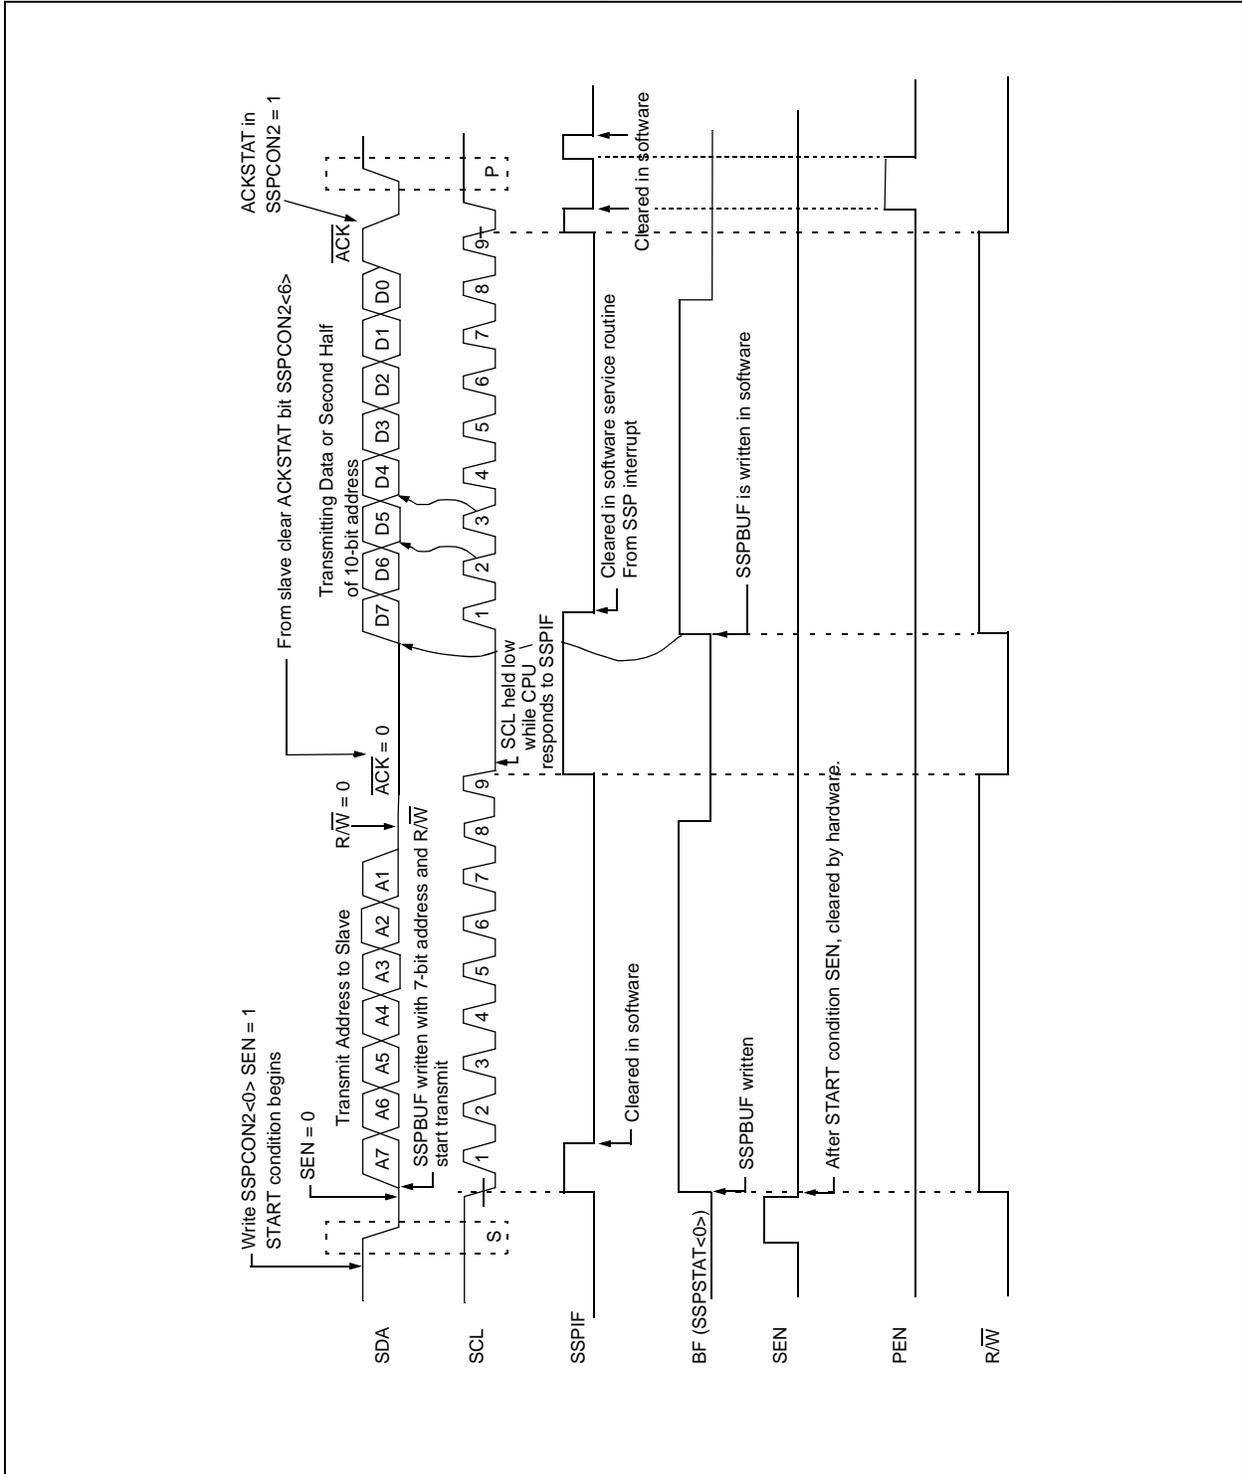 Write SSPCON2<0> SEN = 1
START condition begins
SEN = 0
Transmit Address to Slave
R/W = 0
From slave clear ACKSTAT bit SSPCON2<6>
ACK = 0
Transmitting Data or Second Half
of 10-bit address
ACKSTAT in
SSPCON2 = 1
ACK
SDA
A7 A6 A5 A4 A3 A2 A1
D7 D6 D5 D4 D3 D2 D1 D0
SSPBUF written with 7-bit address and R/W
start transmit
SCL
S
1 2 3 4 5 6 7 8 9
1 2 3 4 5 6 7 8 9
P
SCL held low
while CPU
responds to SSPIF
SSPIF
Cleared in software
Cleared in software service routine
From SSP interrupt
Cleared in software
BF (SSPSTAT<0>)
SSPBUF written
SSPBUF is written in software
SEN
After START condition SEN, cleared by hardware.
PEN
R/W